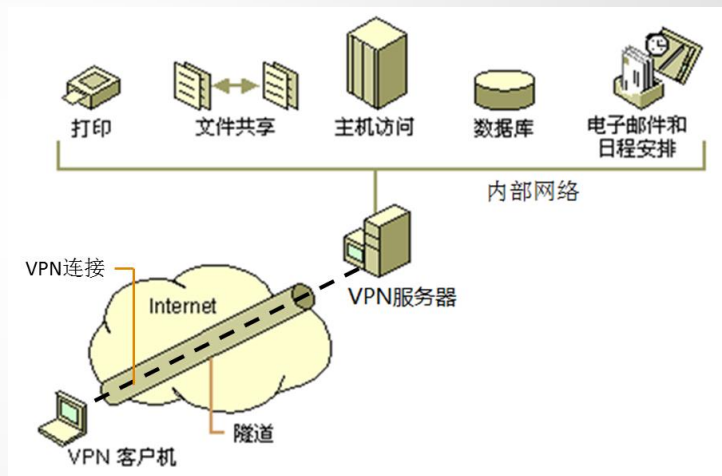 打印
文件共享
主机访问
数据库
电子邮件和
日程安排
内部网络
VPN连接
Internet
VPN服务器
隧道
VPN 客户机